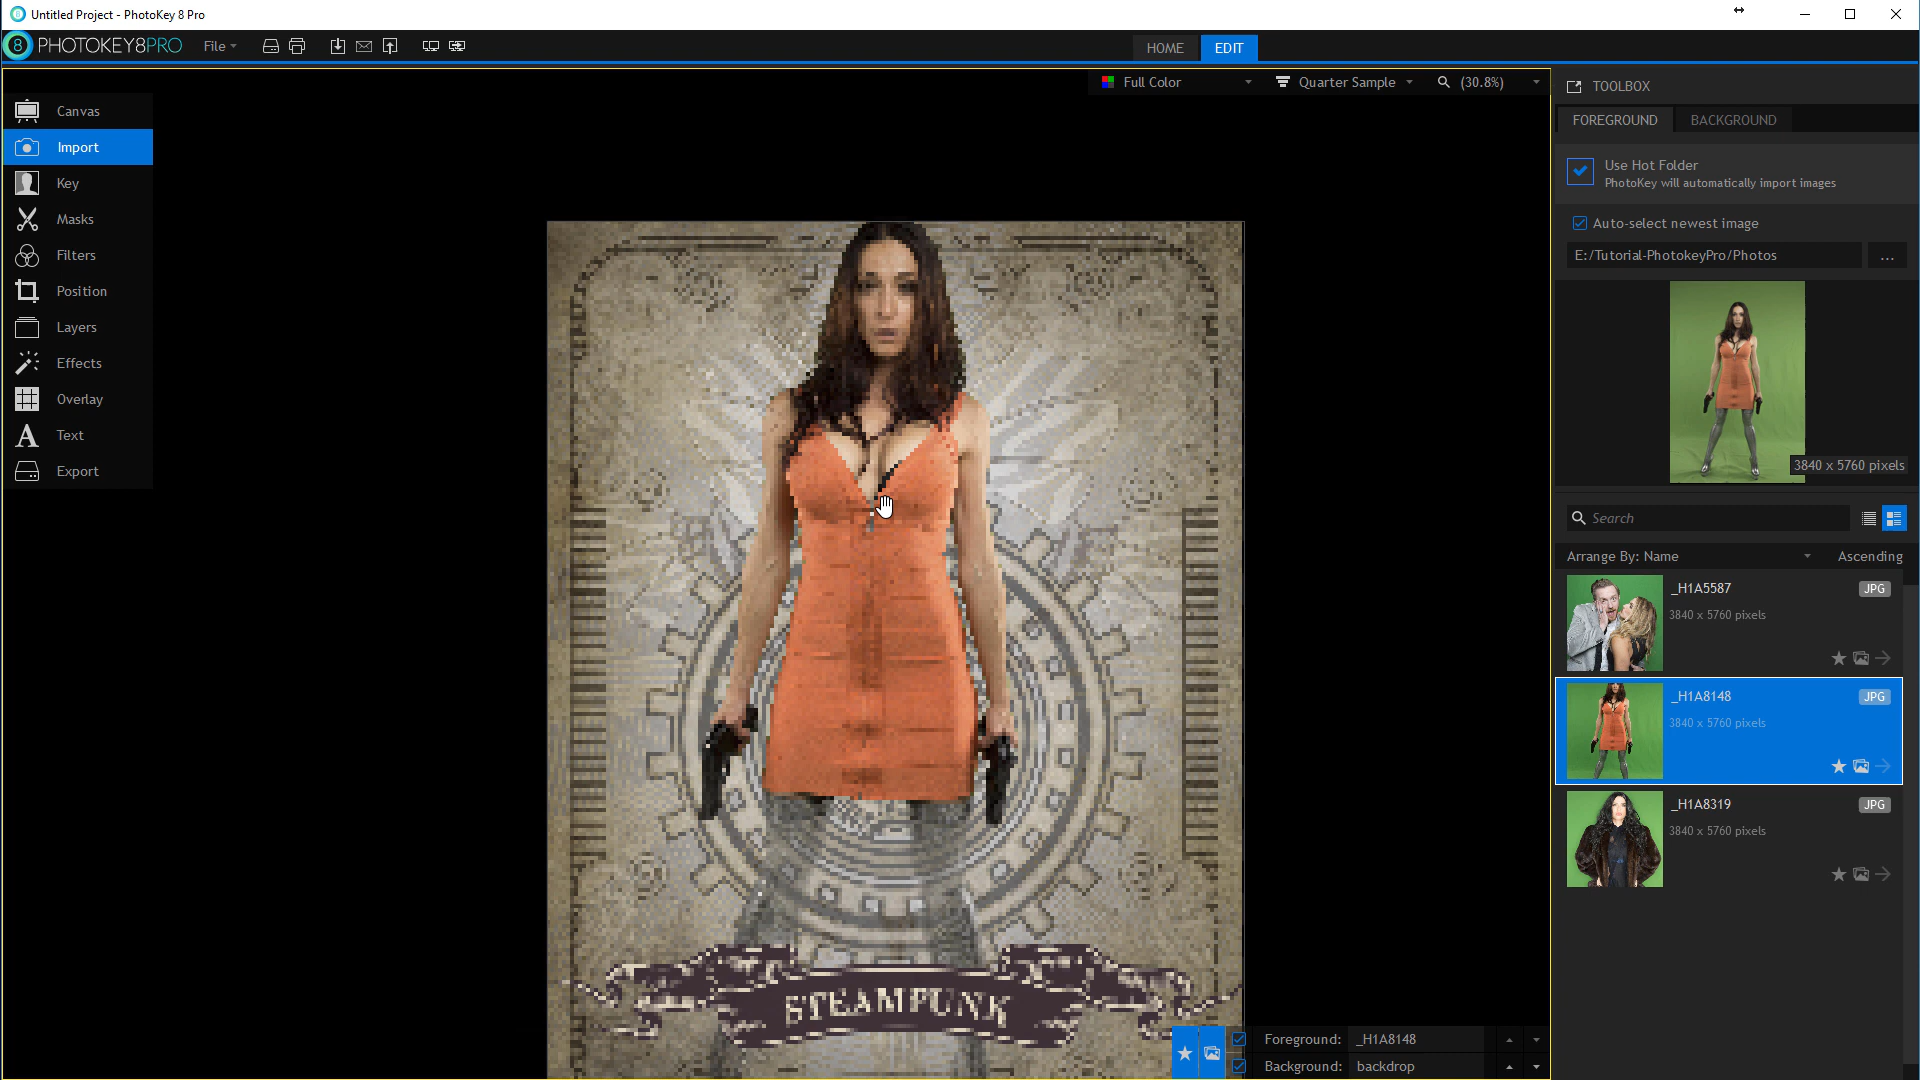 Untitled Project - PhotoKey 8 Pro
8 PHOTOKEY8PRO File
HOME EDIT
Full Color Quarter Sample (30.8%)
Canvas
Import
Key
Masks
Filters
Position
Layers
Effects
Overlay
Text
Export
STEAMPUNK
Foreground: _H1A8148
Background: backdrop
TOOLBOX
FOREGROUND BACKGROUND
Use Hot Folder
PhotoKey will automatically import images
Auto-select newest image
E:/Tutorial-PhotokeyPro/Photos ...
3840 x 5760 pixels
Search
Arrange By: Name Ascending
_H1A5587 JPG
3840 x 5760 pixels
_H1A8148 JPG
3840 x 5760 pixels
_H1A8319 JPG
3840 x 5760 pixels